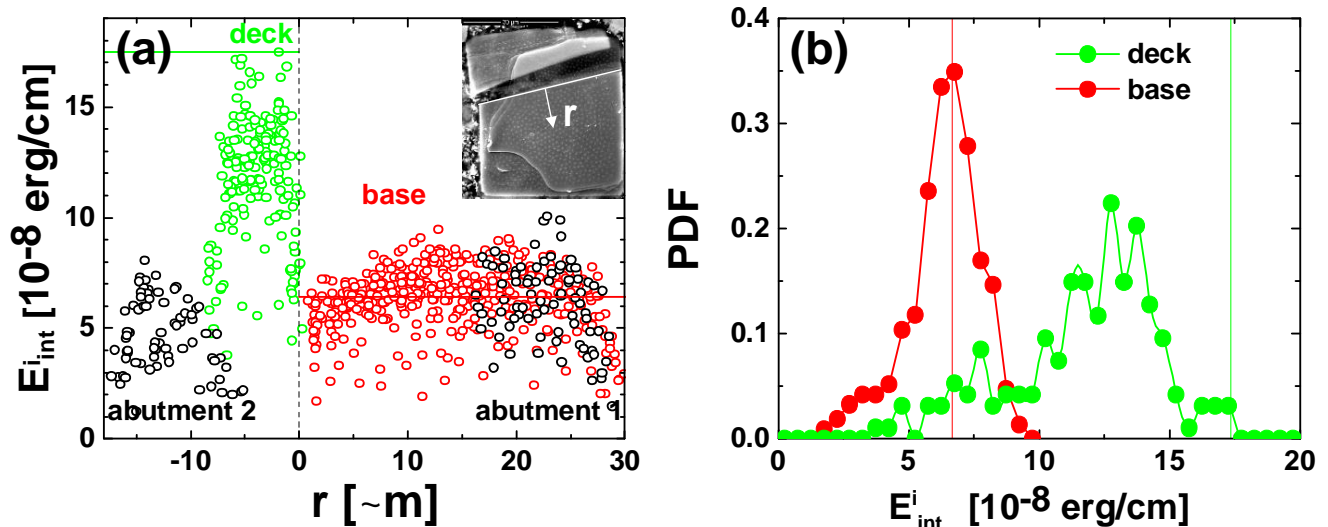 (a)
deck
r
base
abutment 2
abutment 1
E^i_int [10^-8 erg/cm]
0
5
10
15
-10
0
10
20
30
r [~m]
(b)
deck
base
PDF
0.0
0.1
0.2
0.3
0.4
0
5
10
15
20
E^i_int [10^-8 erg/cm]